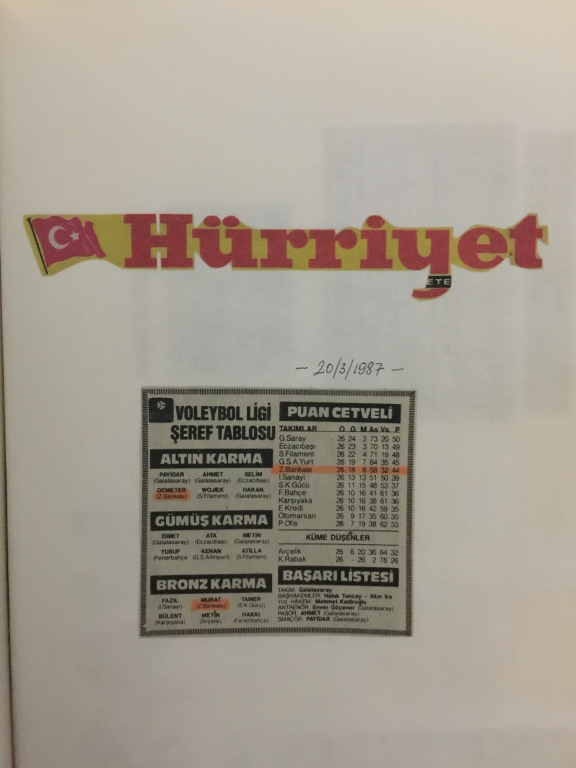 Hürriyet
ETE
- 20/3/1987 -
VOLEYBOL LİGİ
ŞEREF TABLOSU
ALTIN KARMA
PAYİDAR AHMET SELİM
(Galatasaray) (Galatasaray) (Eczacıbaşı)
DEMETER WOJEK HAKAN
(Z.Bankası) (S.Filament) (Galatasaray)
GÜMÜŞ KARMA
İSMET ATA METİN
(Galatasaray) (Eczacıbaşı) (Galatasaray)
YUSUF KENAN ATİLLA
(Fenerbahçe) (G.S.Altınyurt) (S.Filament)
BRONZ KARMA
FAZIL MURAT TAMER
(İ.Sanayi) (Z.Bankası) (S.K.Gücü)
BÜLENT METİN HAKKI
(Karşıyaka) (Arçelik) (Fenerbahçe)
PUAN CETVELİ
TAKIMLAR O G M As Vs P
G.Saray 26 24 2 73 20 50
Eczacıbaşı 26 23 3 70 13 49
S.Filament 26 22 4 71 19 48
G.S.A.Yurt 26 19 7 64 35 45
Z.Bankası 26 18 8 56 32 44
İ.Sanayi 26 13 13 51 50 39
S.K.Gücü 26 11 15 48 53 37
F.Bahçe 26 10 16 41 61 36
Karşıyaka 26 10 16 38 61 36
E.Kredi 26 10 16 42 59 35
Otomarsan 26 9 17 35 60 35
P.Ofis 26 7 19 38 62 33
KÜME DÜŞENLER
Arçelik 26 6 20 36 64 32
K.Rabak 26 - 26 2 78 26
BAŞARI LİSTESİ
TAKIM: Galatasaray
BAŞHAKEMLER: Haluk Tuncay - Akın İra
Yrd. HAKEM: Mehmet Kadiroğlu
ANTRENÖR: Enver Göçener (Galatasaray)
PASÖR: AHMET (Galatasaray)
SMAÇÖR: PAYİDAR (Galatasaray)